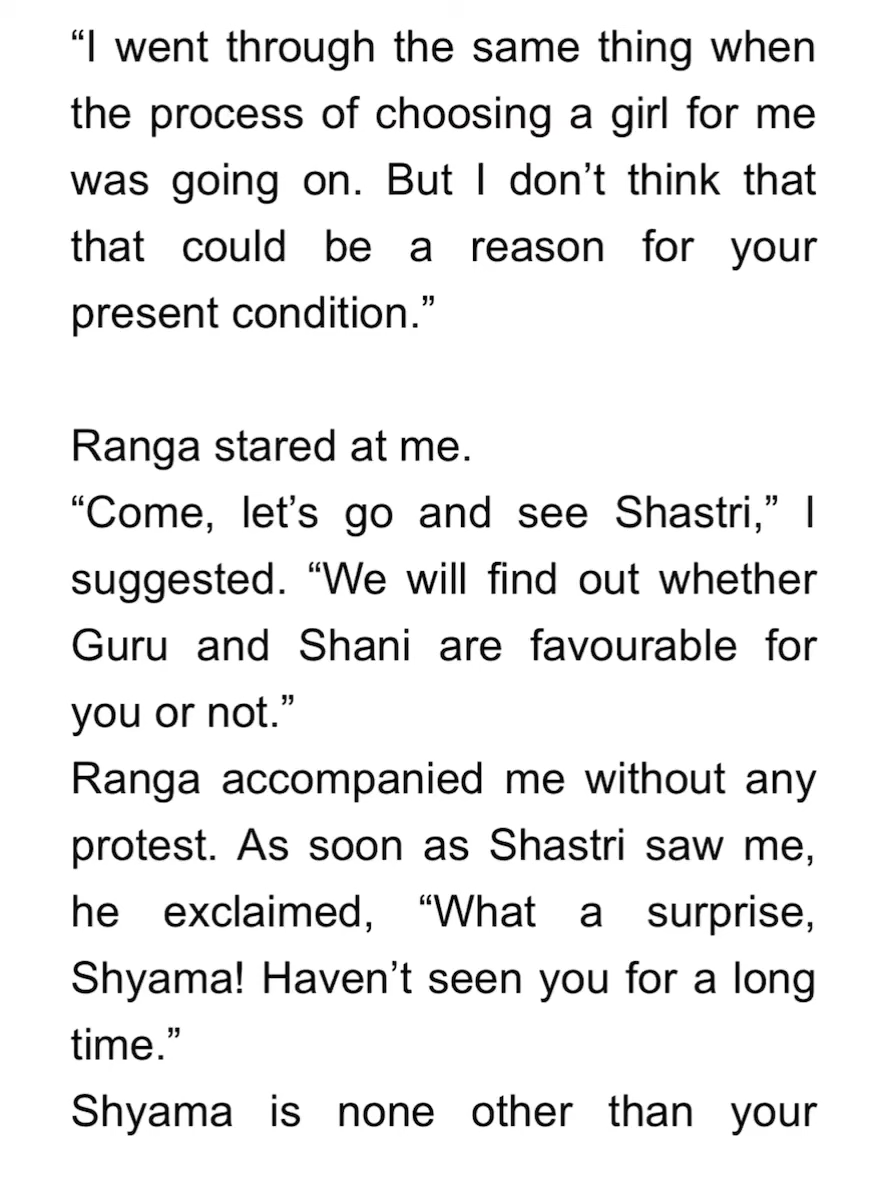 “I went through the same thing when
the process of choosing a girl for me
was going on. But I don’t think that
that could be a reason for your
present condition.”
Ranga stared at me.
“Come, let’s go and see Shastri,” I
suggested. “We will find out whether
Guru and Shani are favourable for
you or not.”
Ranga accompanied me without any
protest. As soon as Shastri saw me,
he exclaimed, “What a surprise,
Shyama! Haven’t seen you for a long
time.”
Shyama is none other than your